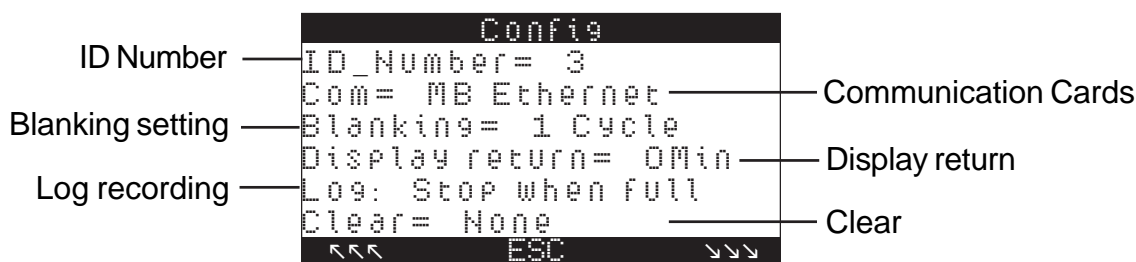 Config
ID Number
ID_Number= 3
Com= MB Ethernet
Communication Cards
Blanking setting
Blanking= 1 Cycle
Display return= 0Min
Display return
Log recording
Log: Stop when full
Clear= None
Clear
↖↖↖ ESC ↘↘↘